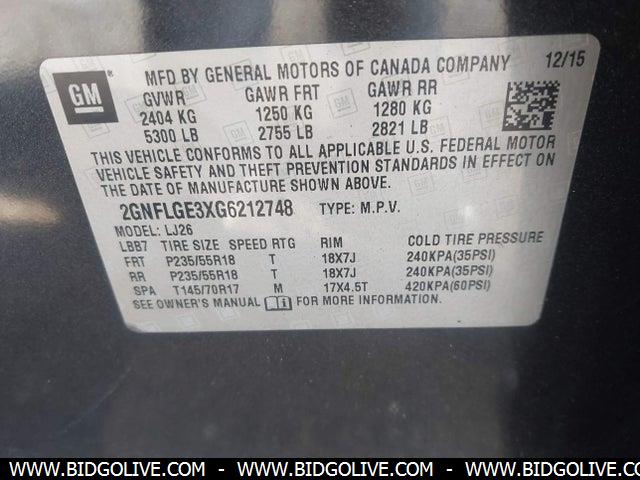 GM
MFD BY GENERAL MOTORS OF CANADA COMPANY 12/15
GVWR GAWR FRT GAWR RR
2404 KG 1250 KG 1280 KG
5300 LB 2755 LB 2821 LB
THIS VEHICLE CONFORMS TO ALL APPLICABLE U.S. FEDERAL MOTOR
VEHICLE SAFETY AND THEFT PREVENTION STANDARDS IN EFFECT ON
THE DATE OF MANUFACTURE SHOWN ABOVE.
2GNFLGE3XG6212748 TYPE: M.P.V.
MODEL: LJ26
LBB7 TIRE SIZE SPEED RTG RIM COLD TIRE PRESSURE
FRT P235/55R18 T 18X7J 240KPA(35PSI)
RR P235/55R18 T 18X7J 240KPA(35PSI)
SPA T145/70R17 M 17X4.5T 420KPA(60PSI)
SEE OWNER'S MANUAL FOR MORE INFORMATION
WWW.BIDGOLIVE.COM - WWW.BIDGOLIVE.COM - WWW.BIDGOLIVE.COM